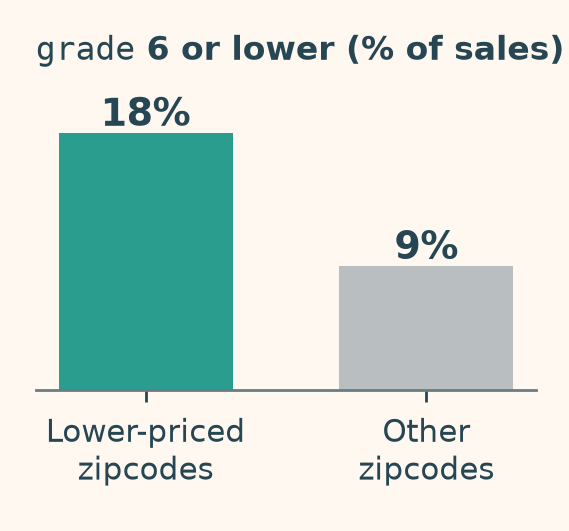 grade 6 or lower (% of sales)
18%
9%
Lower-priced
zipcodes
Other
zipcodes